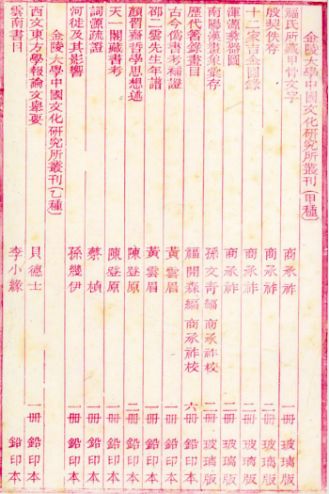 金陵大學中國文化研究所叢刊（甲種）
福氏所藏甲骨文字 商承祚 一冊 玻璃版
殷契佚存 商承祚 二冊 玻璃版
十二家吉金圖錄 商承祚 二冊 玻璃版
渾源彝器圖 商承祚 一冊 玻璃版
南陽漢畫象彙存 孫文青編 商承祚校 一冊 玻璃版
歷代著錄畫目 福開森編 商承祚校 六冊 鉛印本
古今偽書考補證 黃雲眉 一冊 鉛印本
邵二雲先生年譜 黃雲眉 一冊 鉛印本
顏習齋哲學思想述 陳登原 二冊 鉛印本
天一閣藏書考 陳登原 一冊 鉛印本
詞源疏證 蔡楨 一冊 鉛印本
河徙及其影響 孫幾伊 一冊 鉛印本
金陵大學中國文化研究所叢刊（乙種）
西文東方學報論文舉要 貝德士 一冊 鉛印本
雲南書目 李小緣 一冊 鉛印本